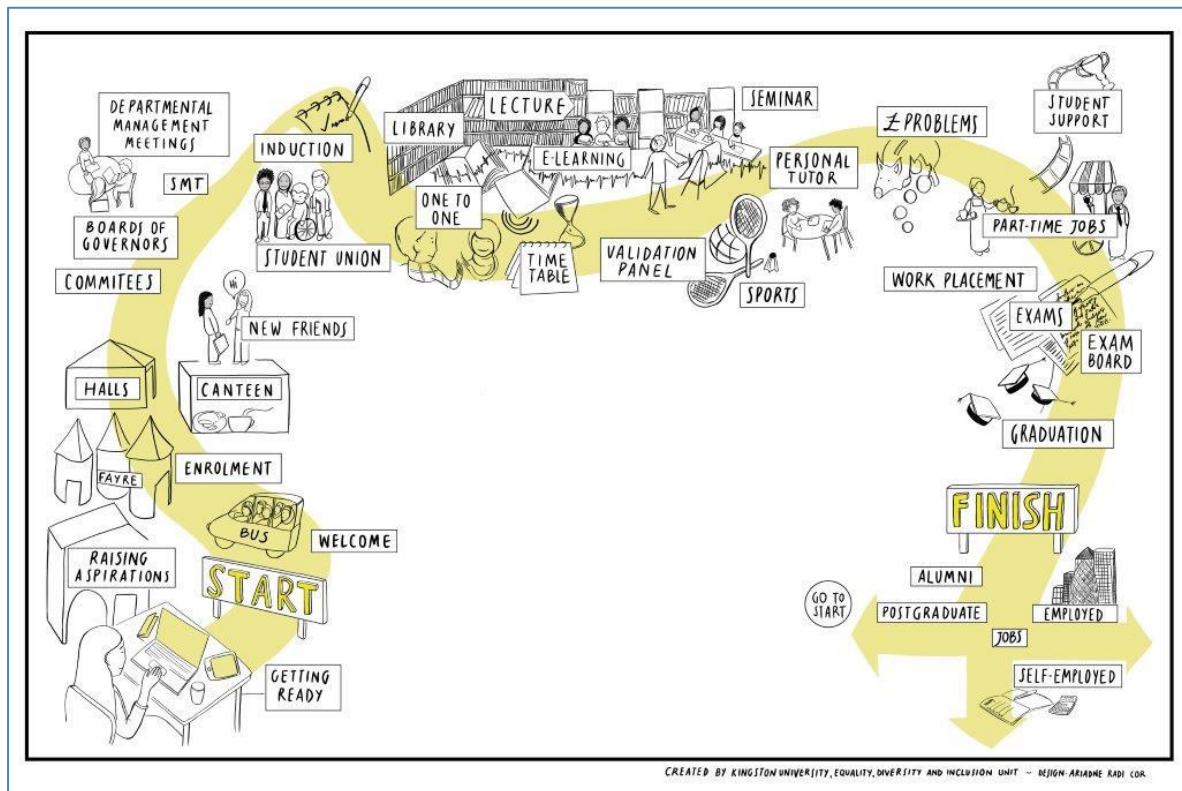 DEPARTMENTAL
MANAGEMENT
MEETINGS
SMT
BOARDS OF
GOVERNORS
COMMITEES
INDUCTION
STUDENT UNION
Hi
NEW FRIENDS
HALLS
CANTEEN
FAYRE
ENROLMENT
BUS
WELCOME
RAISING
ASPIRATIONS
START
GETTING
READY
LIBRARY
LECTURE
E-LEARNING
ONE TO
ONE
TIME
TABLE
SEMINAR
PERSONAL
TUTOR
VALIDATION
PANEL
SPORTS
£ PROBLEMS
STUDENT
SUPPORT
PART-TIME JOBS
WORK PLACEMENT
EXAMS
EXAM
BOARD
GRADUATION
FINISH
ALUMNI
GO TO
START
POSTGRADUATE
EMPLOYED
JOBS
SELF-EMPLOYED
CREATED BY KINGSTON UNIVERSITY, EQUALITY, DIVERSITY AND INCLUSION UNIT ~ DESIGN-ARIADNE RADI COR